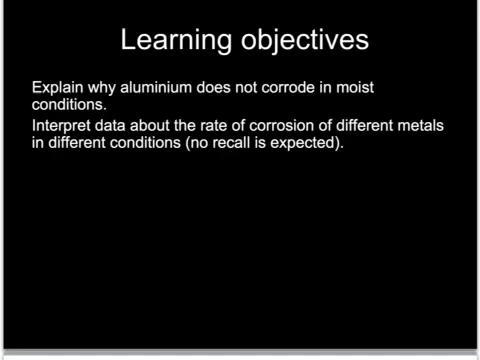 Learning objectives
Explain why aluminium does not corrode in moist
conditions.
Interpret data about the rate of corrosion of different metals
in different conditions (no recall is expected).